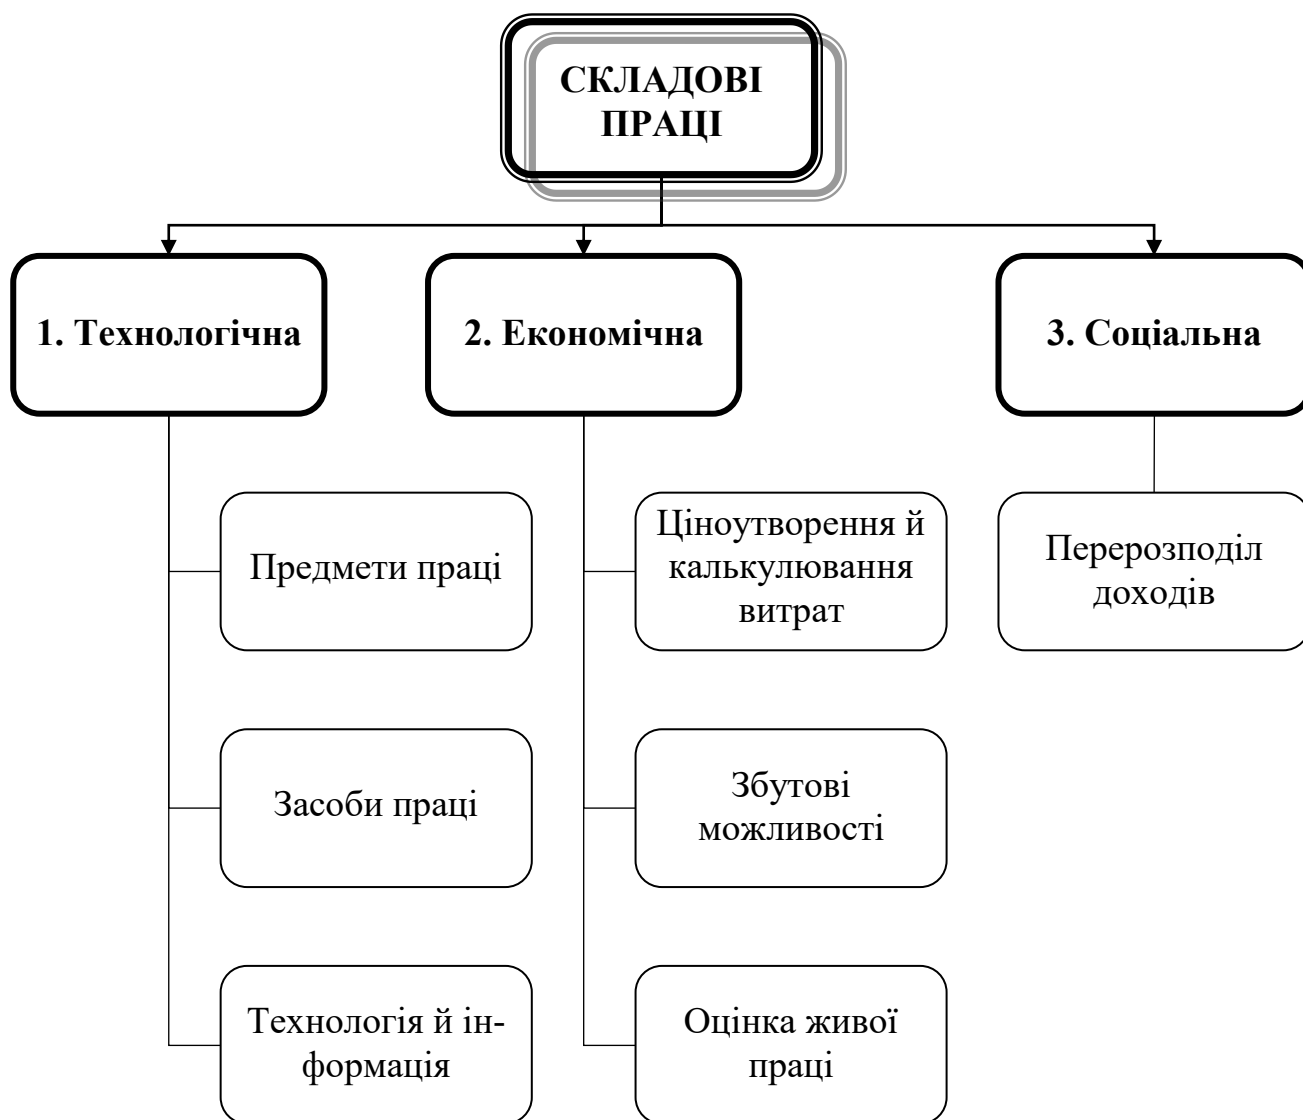 СКЛАДОВІ
ПРАЦІ
1. Технологічна
2. Економічна
3. Соціальна
Предмети праці
Ціноутворення й
калькулювання
витрат
Перерозподіл
доходів
Засоби праці
Збутові
можливості
Технологія й ін-
формація
Оцінка живої
праці